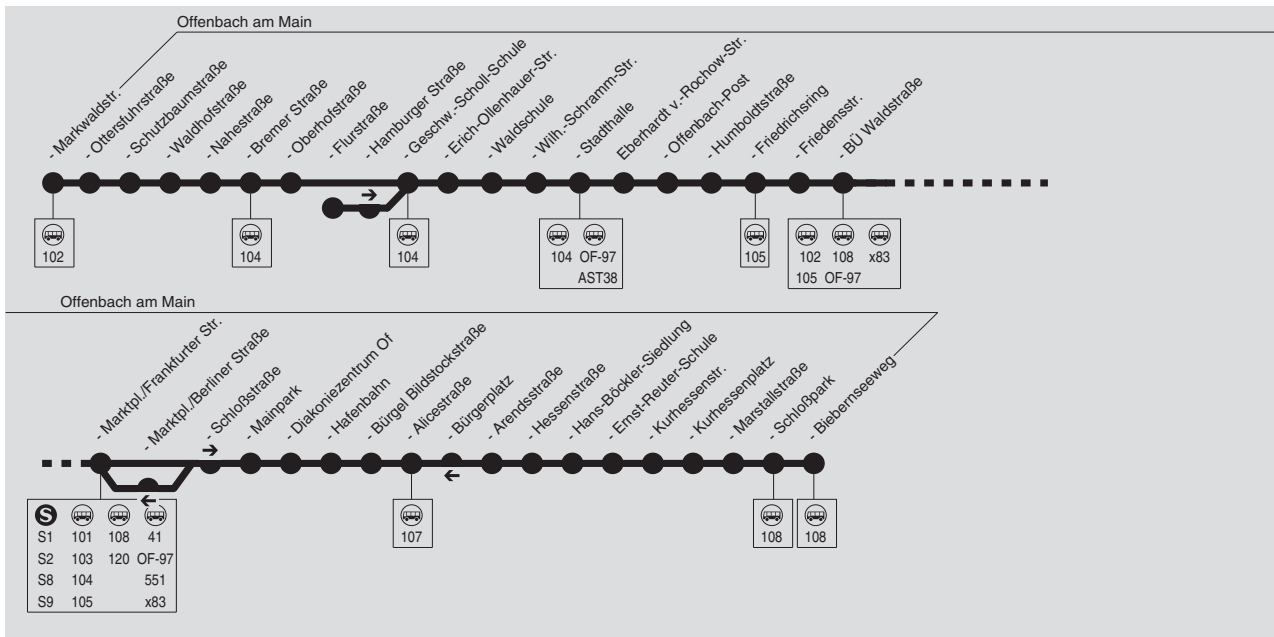 Offenbach am Main
- Markwaldstr.
- Ottersfuhrstraße
- Schutzbaumstraße
- Waldhofstraße
- Nahestraße
- Bremer Straße
- Oberhofstraße
- Flurstraße
- Hamburger Straße
- Geschw.-Scholl-Schule
- Erich-Ollenhauer-Str.
- Waldschule
- Wilh.-Schramm-Str.
- Stadthalle
Eberhardt v.-Rochow-Str.
- Offenbach-Post
- Humboldtstraße
- Friedrichsring
- Friedensstr.
- BÜ Waldstraße
102
104
104
104 OF-97
AST38
105
102 108 x83
105 OF-97
Offenbach am Main
- Marktpl./Frankfurter Str.
- Marktpl./Berliner Straße
- Schloßstraße
- Mainpark
- Diakoniezentrum Of
- Hafenbahn
- Bürgel Bildstockstraße
- Alicestraße
- Bürgerplatz
- Arendsstraße
- Hessenstraße
- Hans-Böckler-Siedlung
- Ernst-Reuter-Schule
- Kurhessenstr.
- Kurhessenplatz
- Marstallstraße
- Schloßpark
- Biebernseeweg
S
S1 101 108 41
S2 103 120 OF-97
S8 104 551
S9 105 x83
107
108
108